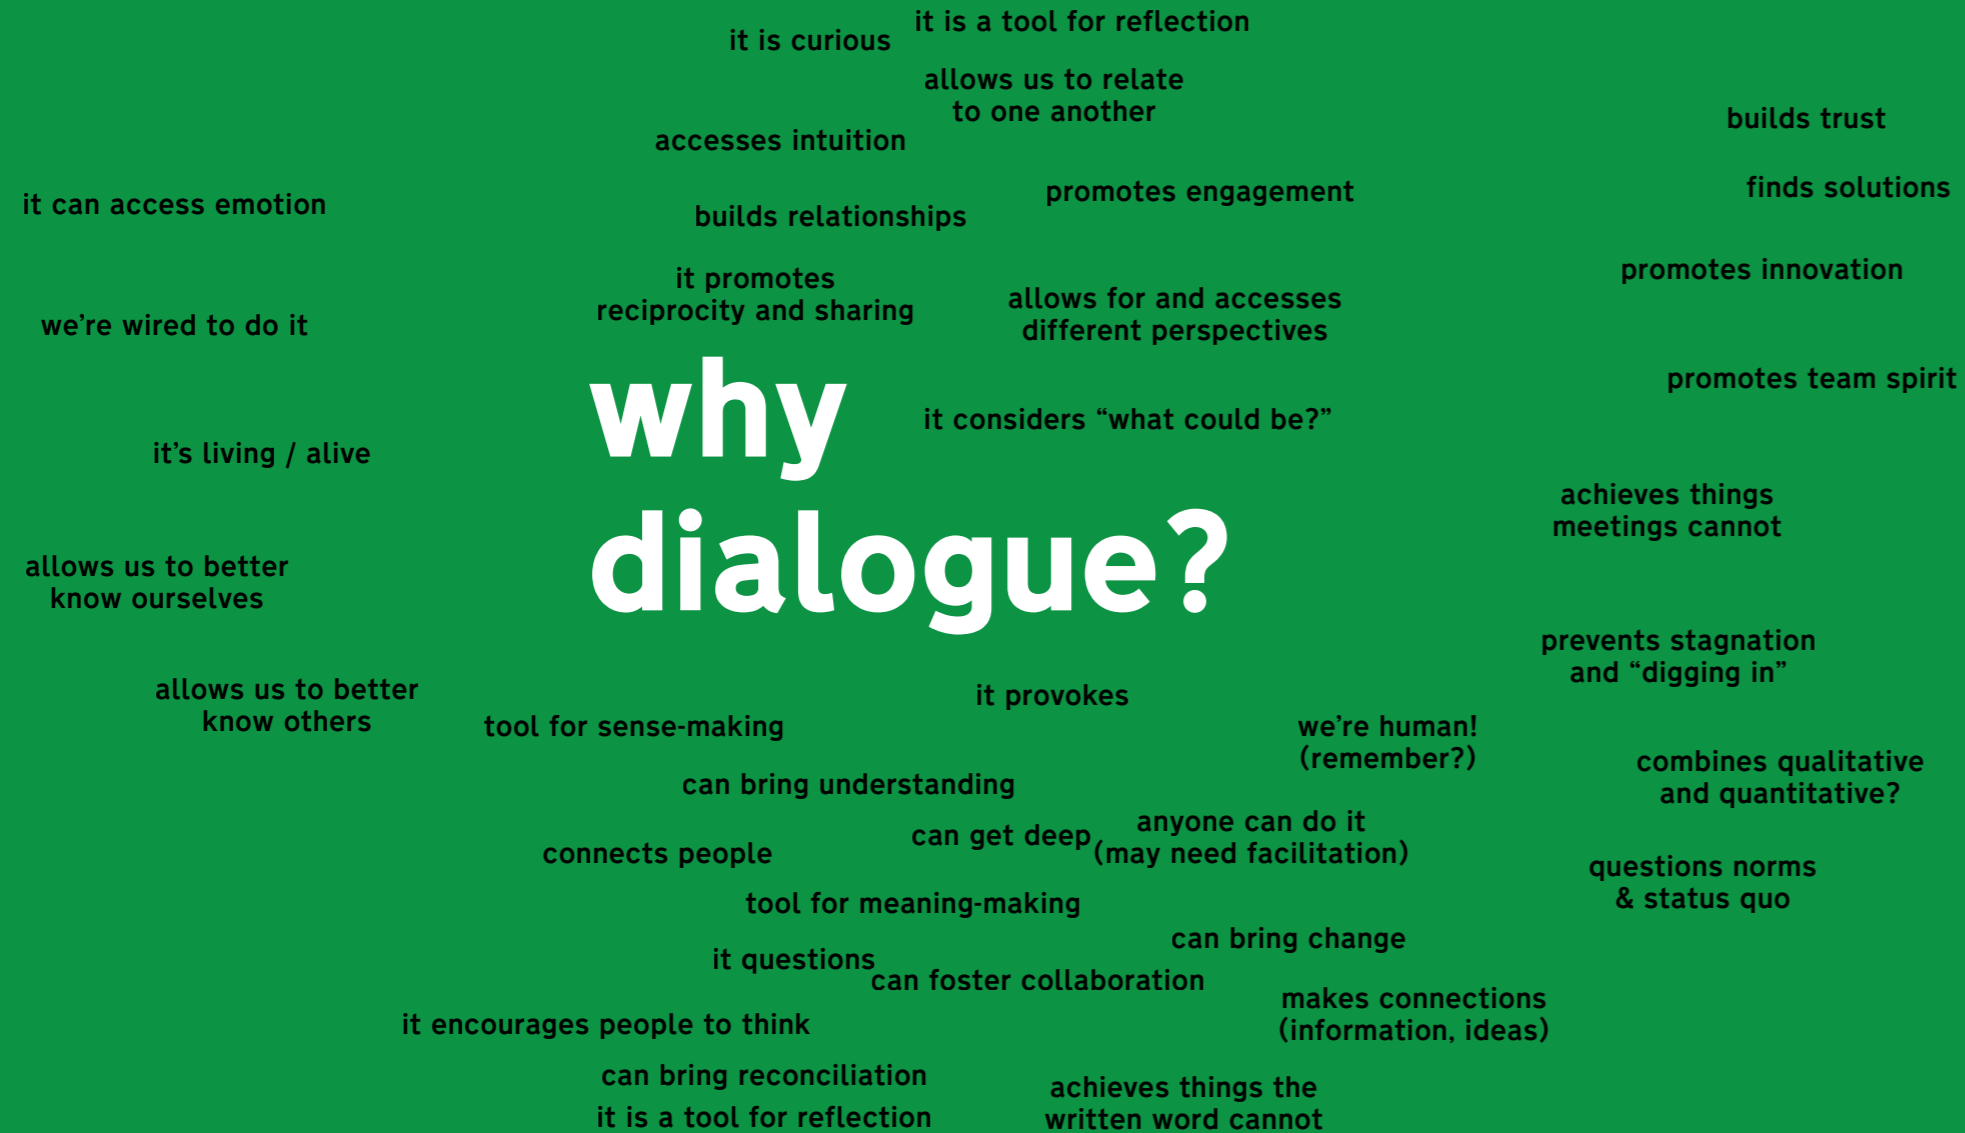 it is a tool for reflection
it is curious
allows us to relate
to one another
builds trust
accesses intuition
finds solutions
promotes engagement
it can access emotion
builds relationships
promotes innovation
it promotes
reciprocity and sharing
allows for and accesses
different perspectives
we’re wired to do it
promotes team spirit
why
dialogue?
it considers “what could be?”
it’s living / alive
achieves things
meetings cannot
allows us to better
know ourselves
prevents stagnation
and “digging in”
allows us to better
know others
it provokes
tool for sense-making
we’re human!
(remember?)
combines qualitative
and quantitative?
can bring understanding
can get deep
anyone can do it
(may need facilitation)
connects people
questions norms
& status quo
tool for meaning-making
can bring change
it questions
can foster collaboration
makes connections
(information, ideas)
it encourages people to think
can bring reconciliation
achieves things the
written word cannot
it is a tool for reflection